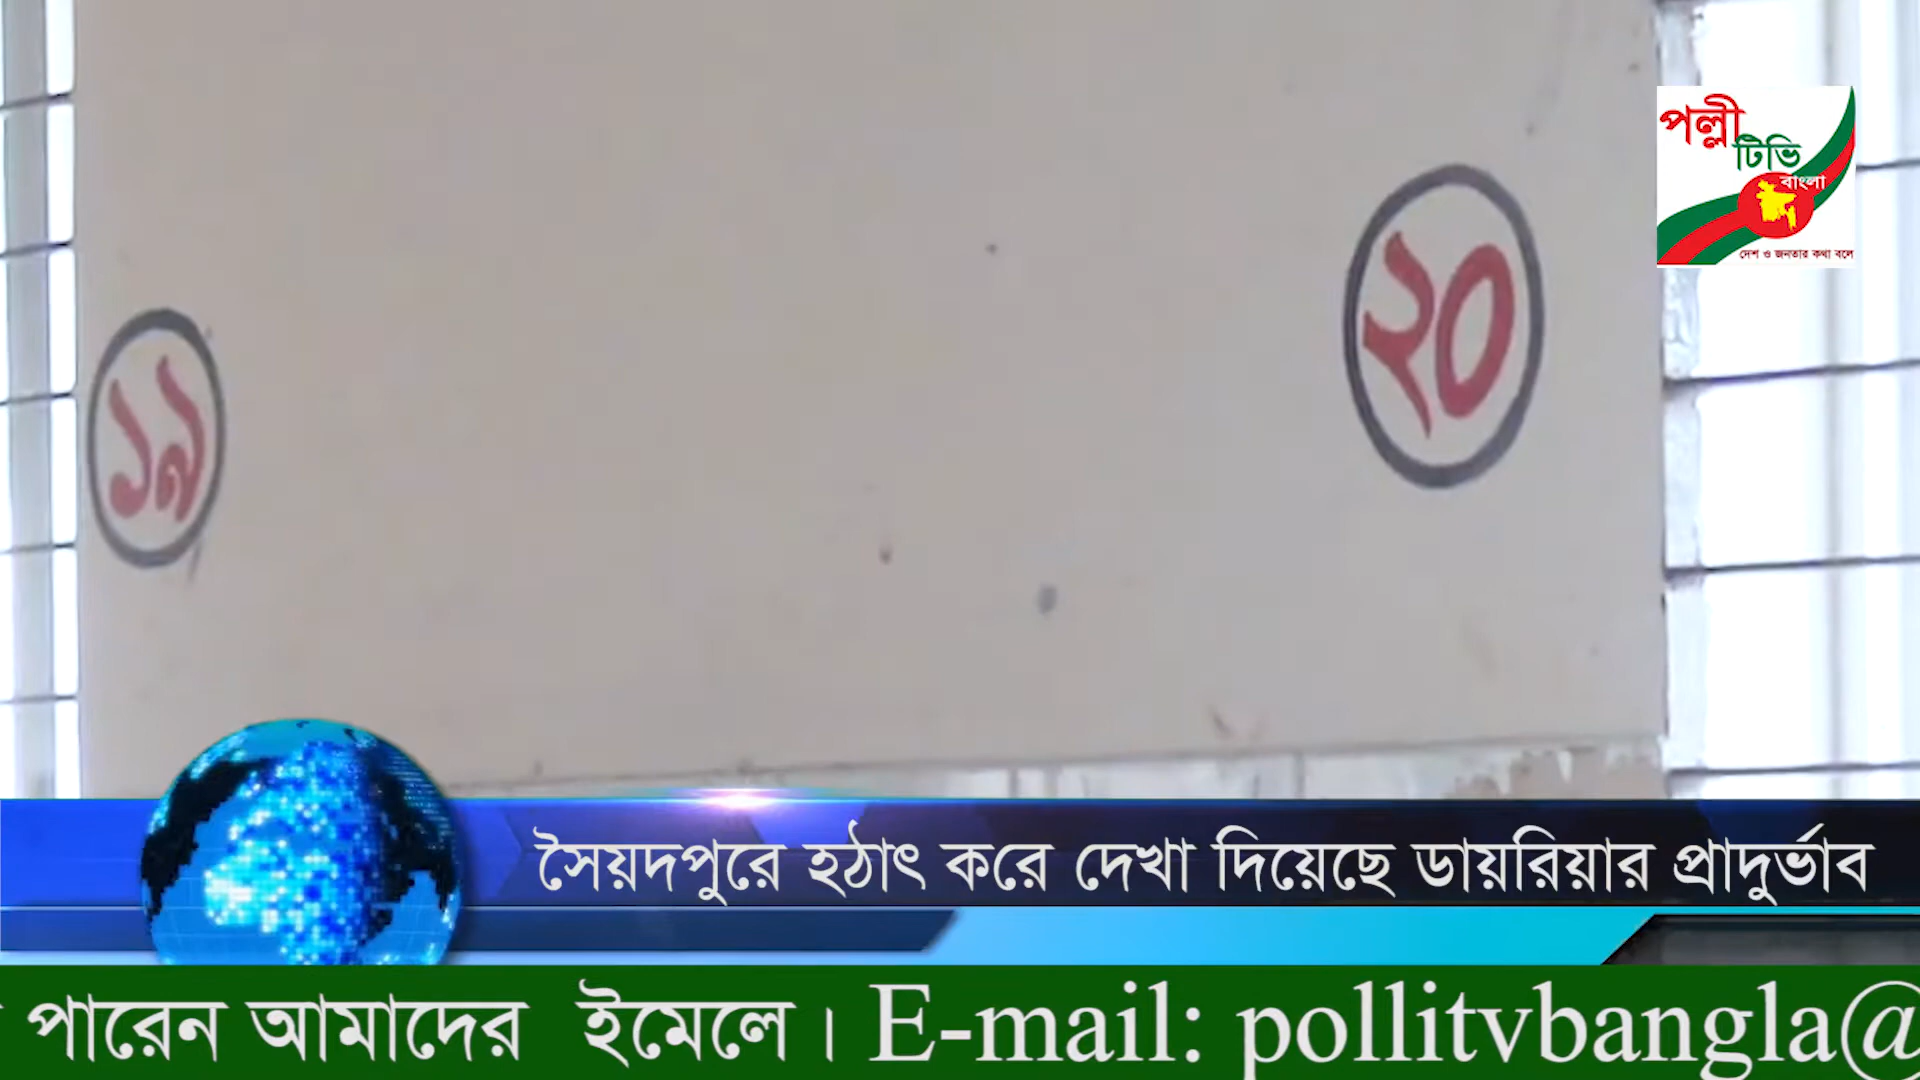 পল্লী
টিভি
বাংলা
দেশ ও জনতার কথা বলে
১৯
২০
সৈয়দপুরে হঠাৎ করে দেখা দিয়েছে ডায়রিয়ার প্রাদুর্ভাব
পারেন আমাদের ইমেলে। E-mail: pollitvbangla@